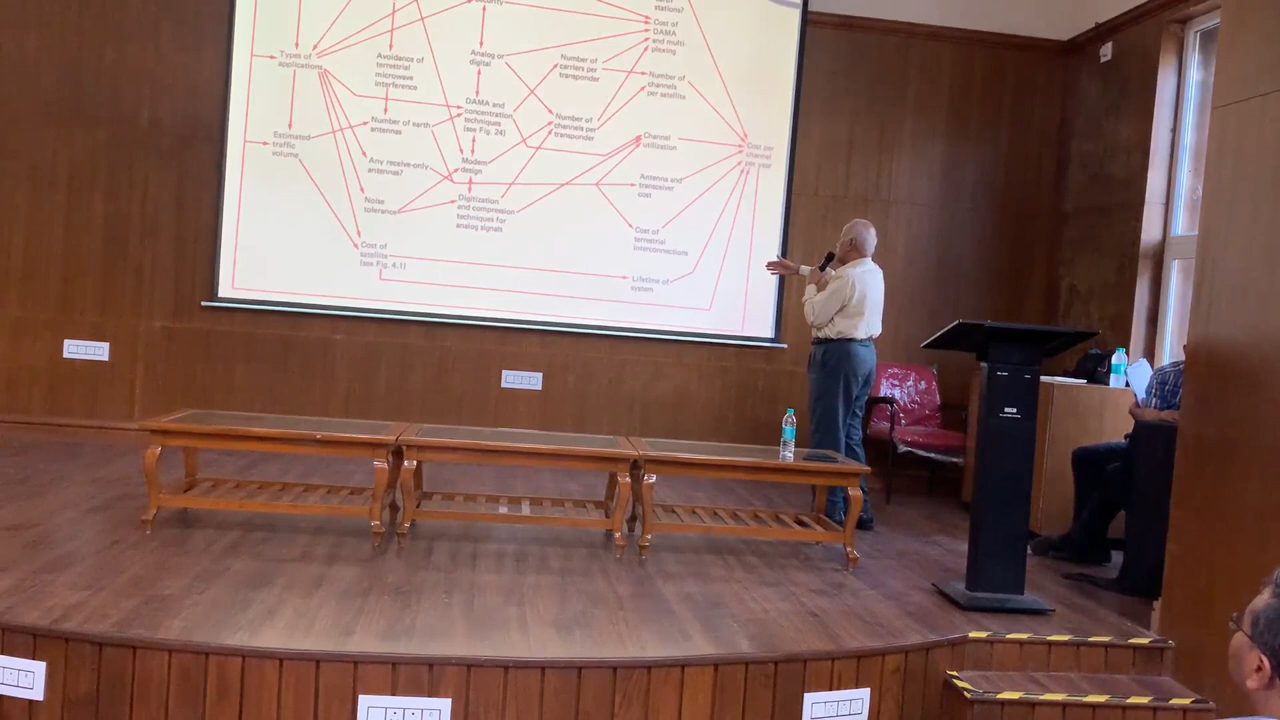 security
stations?
Cost of
DAMA
and multi-
plexing
Types of
applications
Avoidance of
terrestrial
microwave
interference
Analog or
digital
Number of
carriers per
transponder
Number of
channels
per satellite
DAMA and
concentration
techniques
(see Fig. 24)
Number of earth
antennas
Number of
channels per
transponder
Estimated
traffic
volume
Channel
utilization
Cost per
channel
per year
Any receive-only
antennas?
Modem
design
Antenna and
transceiver
cost
Noise
tolerance
Digitization
and compression
techniques for
analog signals
Cost of
terrestrial
interconnections
Cost of
satellite
(see Fig. 4.1)
Lifetime of
system